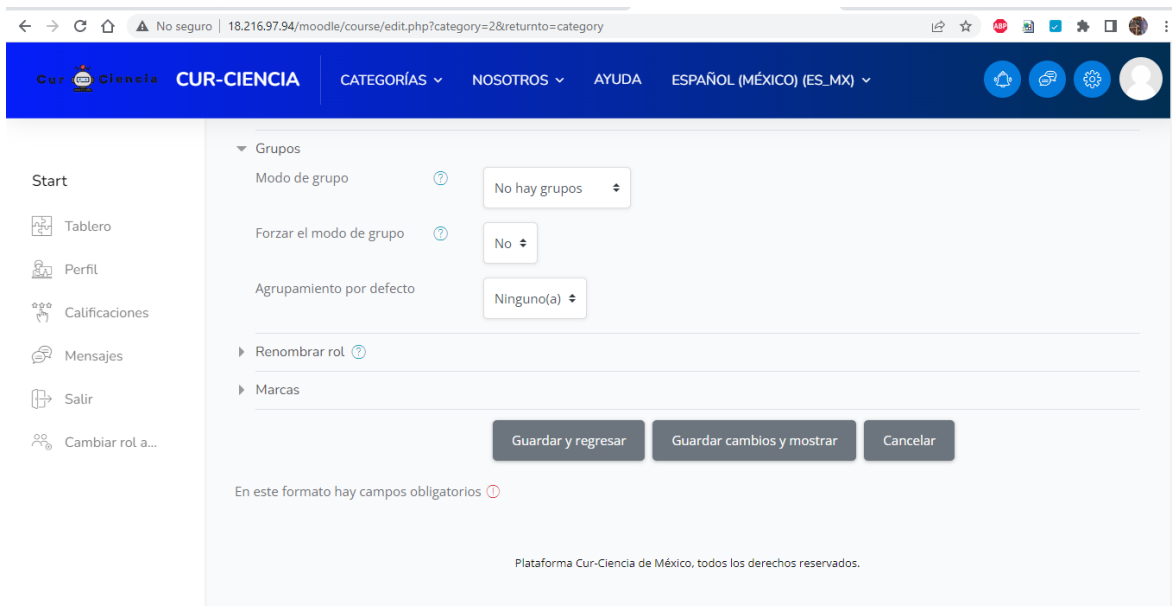 No seguro | 18.216.97.94/moodle/course/edit.php?category=2&returnto=category
ABP
Cur Ciencia CUR-CIENCIA CATEGORÍAS NOSOTROS AYUDA ESPAÑOL (MÉXICO) (ES_MX)
Start
Tablero
Perfil
Calificaciones
Mensajes
Salir
Cambiar rol a...
Grupos
Modo de grupo ? No hay grupos
Forzar el modo de grupo ? No
Agrupamiento por defecto Ninguno(a)
Renombrar rol ?
Marcas
Guardar y regresar Guardar cambios y mostrar Cancelar
En este formato hay campos obligatorios !
Plataforma Cur-Ciencia de México, todos los derechos reservados.